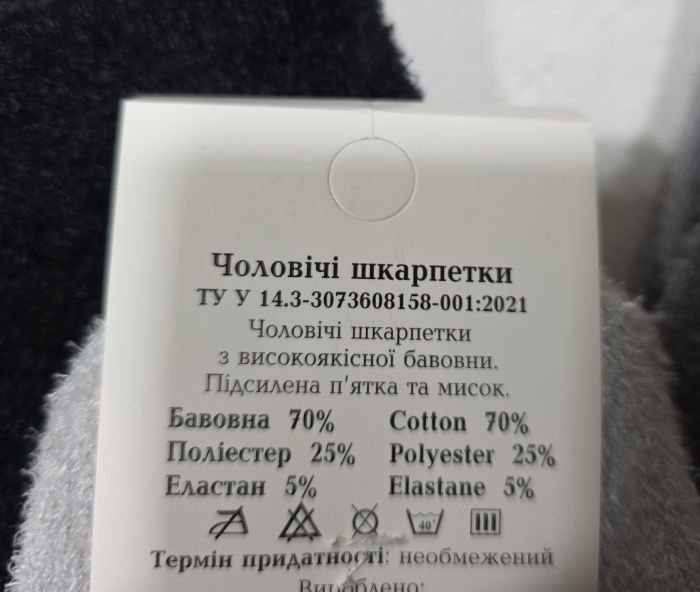 Чоловічі шкарпетки
ТУ У 14.3-3073608158-001:2021
Чоловічі шкарпетки
з високоякісної бавовни.
Підсилена п'ятка та мисок.
Бавовна 70% Cotton 70%
Поліестер 25% Polyester 25%
Еластан 5% Elastane 5%
40°
Термін придатності: необмежений
Вироблено: